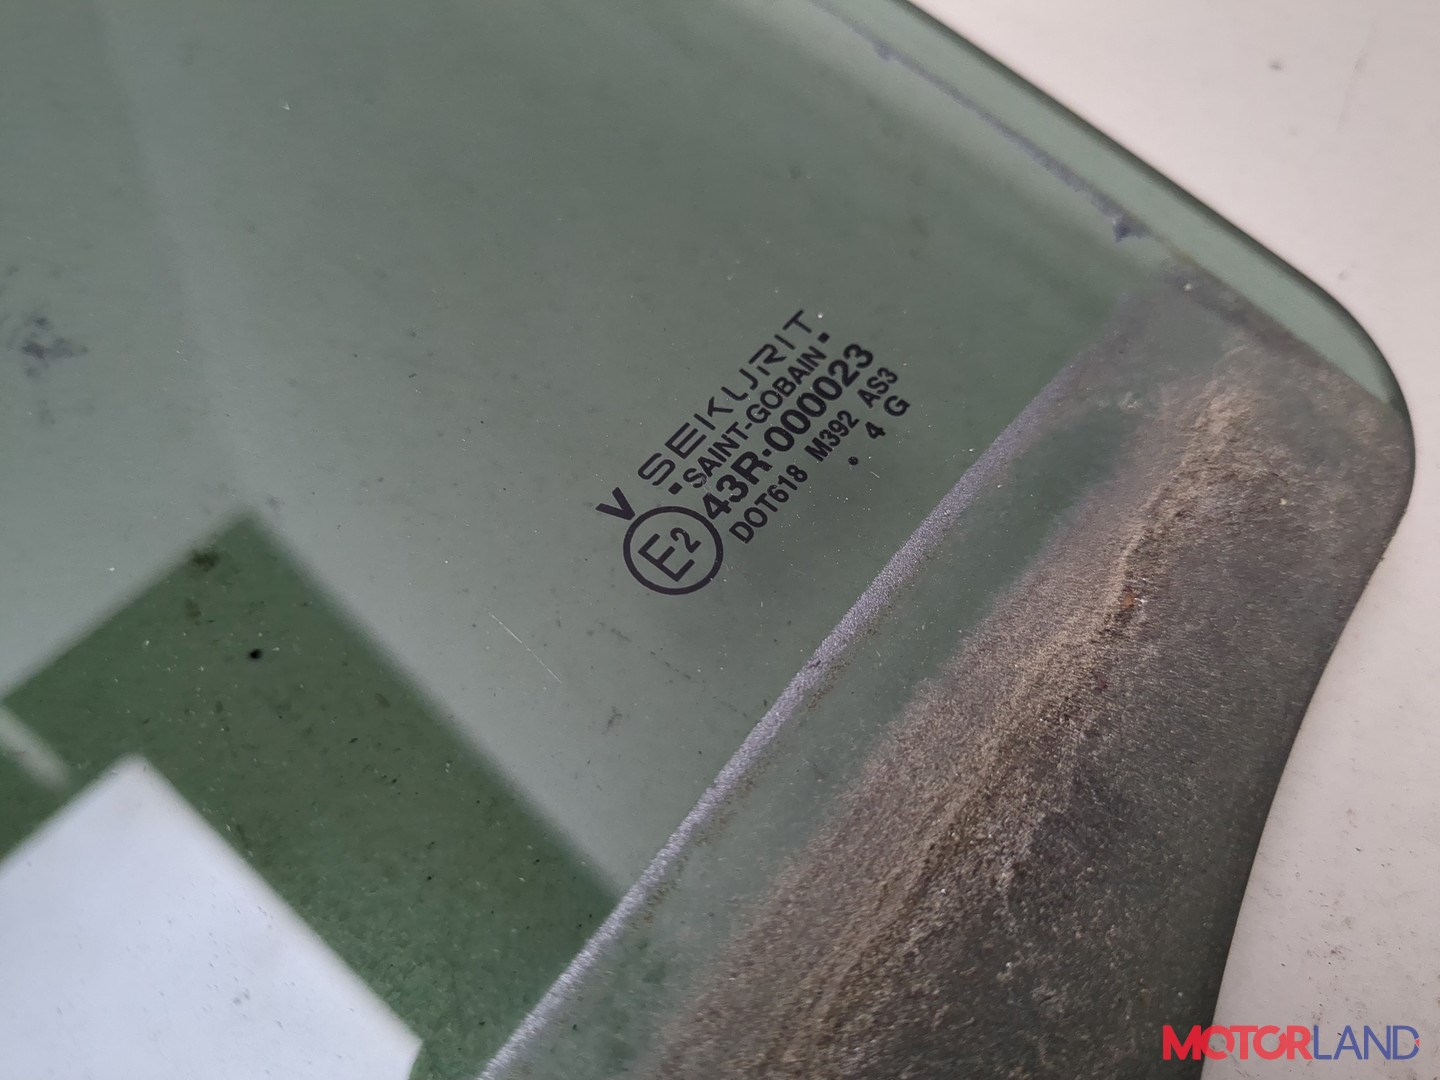 V SEKURIT
-SAINT-GOBAIN-
E2 43R-000023
DOT618 M392 AS3
. 4 G
MOTORLAND